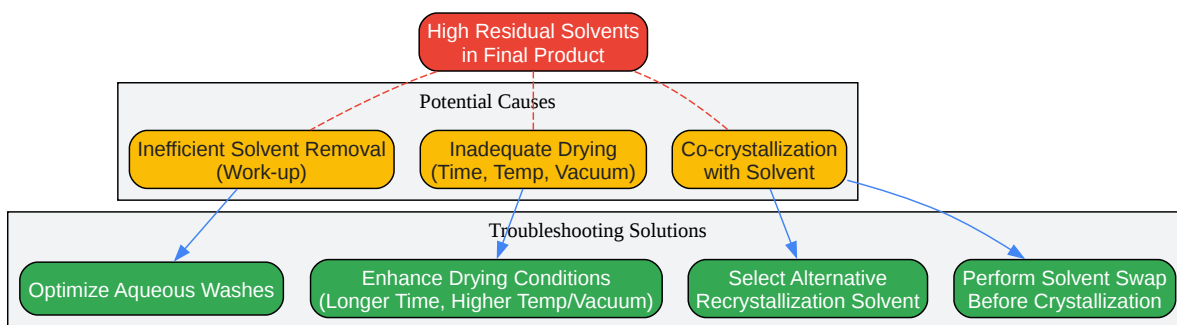 High Residual Solvents
in Final Product
Potential Causes
Inefficient Solvent Removal
(Work-up)
Inadequate Drying
(Time, Temp, Vacuum)
Co-crystallization
with Solvent
Troubleshooting Solutions
Optimize Aqueous Washes
Enhance Drying Conditions
(Longer Time, Higher Temp/Vacuum)
Select Alternative
Recrystallization Solvent
Perform Solvent Swap
Before Crystallization